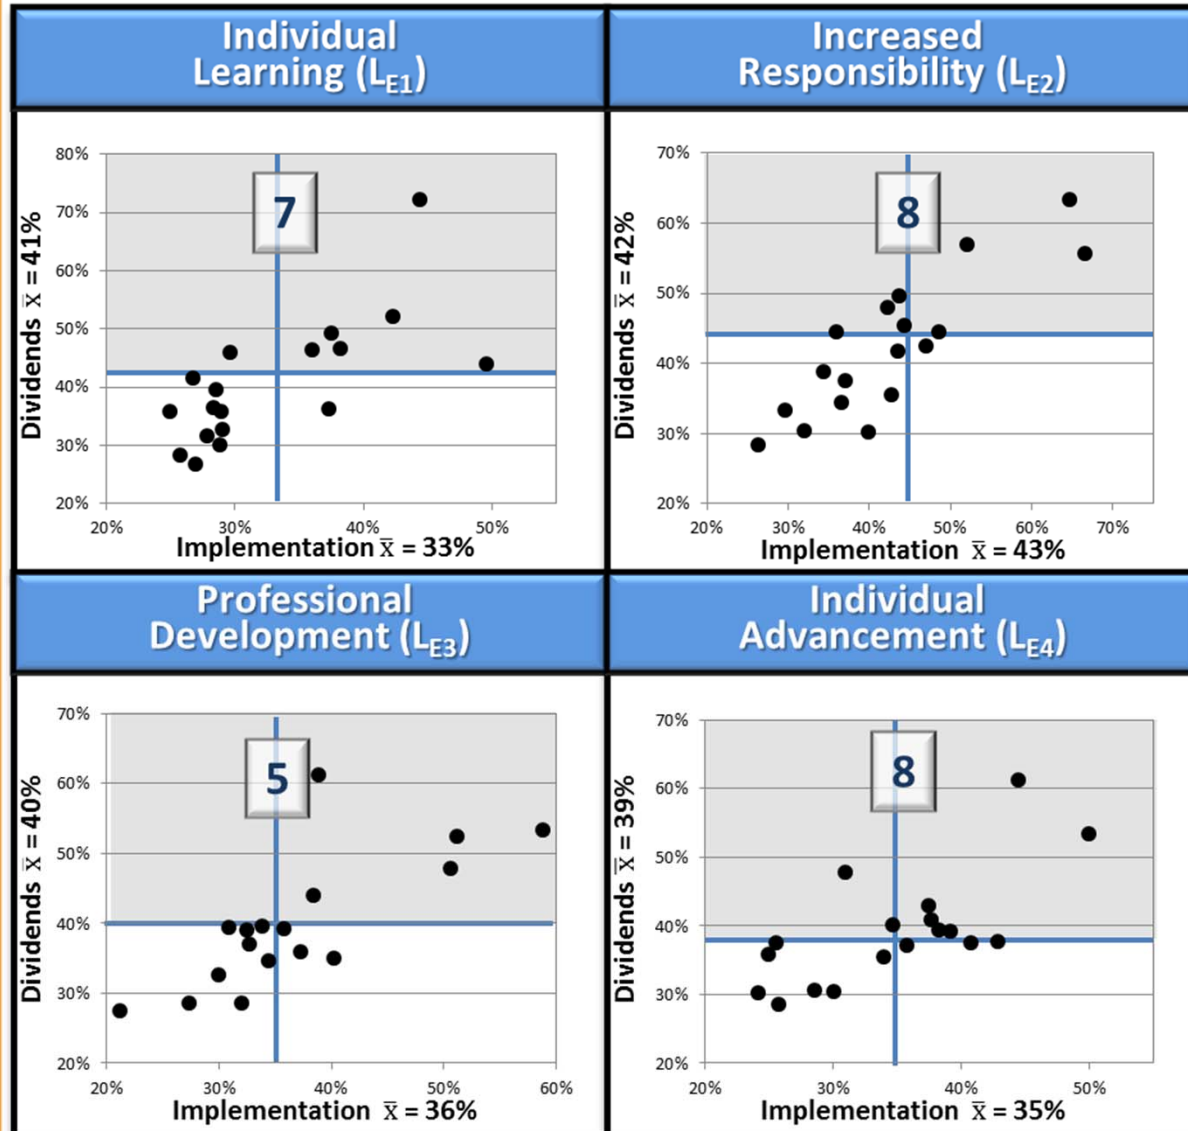 Individual
Learning (LE1)
Increased
Responsibility (LE2)
80%
70%
60%
50%
40%
30%
20%
7
Dividends x̅ = 41%
20% 30% 40% 50%
Implementation x̅ = 33%
70%
60%
50%
40%
30%
20%
8
Dividends x̅ = 42%
20% 30% 40% 50% 60% 70%
Implementation x̅ = 43%
Professional
Development (LE3)
Individual
Advancement (LE4)
70%
60%
50%
40%
30%
20%
5
Dividends x̅ = 40%
20% 30% 40% 50% 60%
Implementation x̅ = 36%
70%
60%
50%
40%
30%
20%
8
Dividends x̅ = 39%
20% 30% 40% 50%
Implementation x̅ = 35%